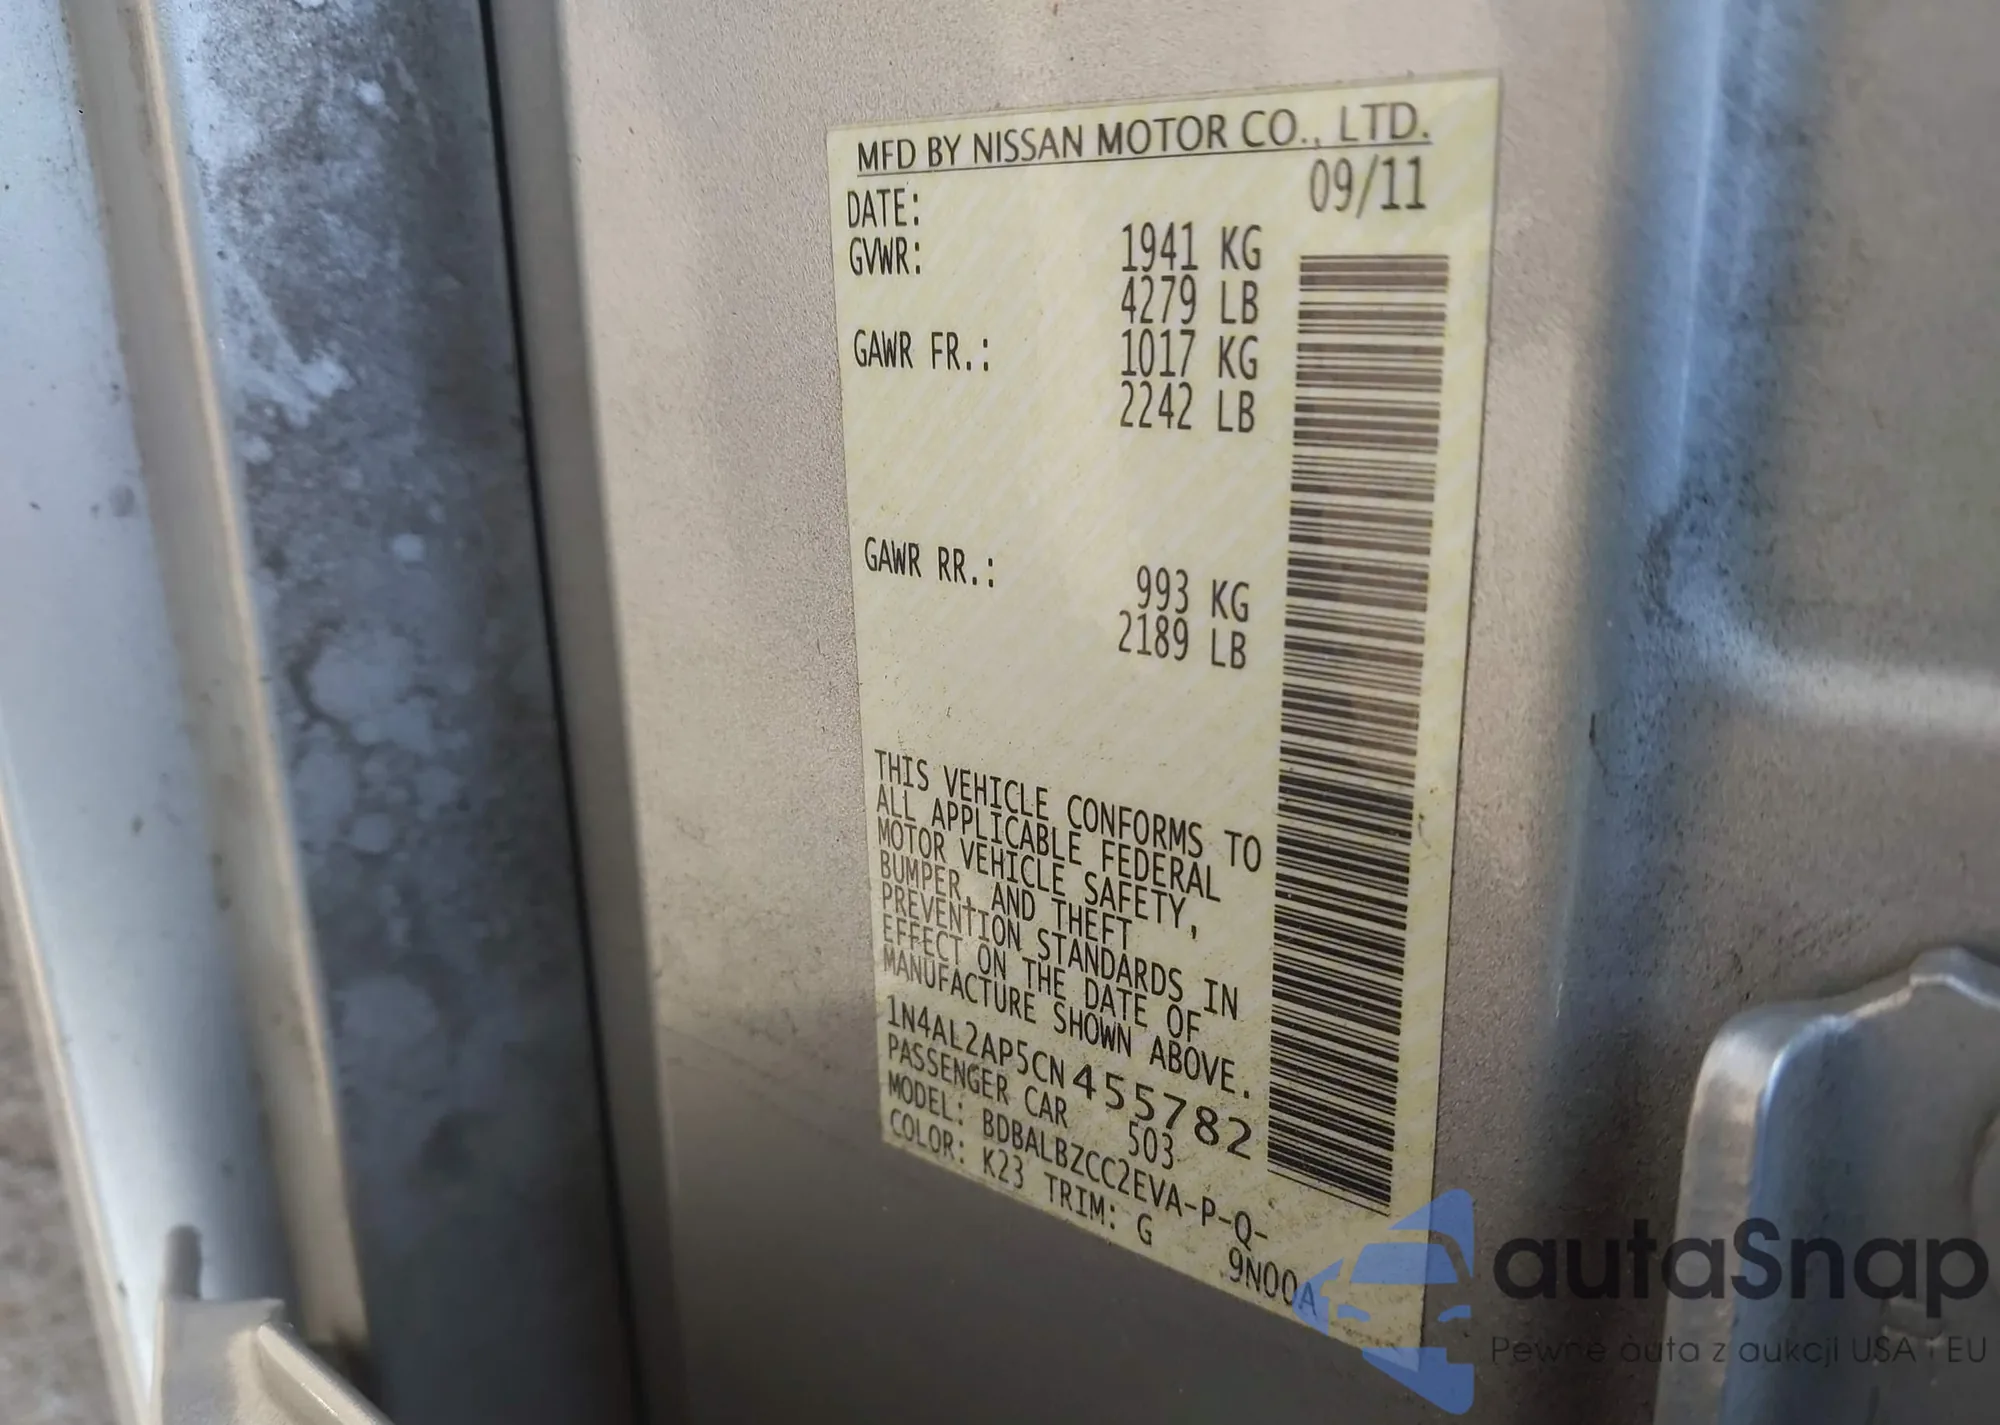 MFD BY NISSAN MOTOR CO., LTD.
DATE: 09/11
GVWR: 1941 KG
4279 LB
GAWR FR.: 1017 KG
2242 LB
GAWR RR.: 993 KG
2189 LB
THIS VEHICLE CONFORMS TO
ALL APPLICABLE FEDERAL
MOTOR VEHICLE SAFETY,
BUMPER, AND THEFT
PREVENTION STANDARDS IN
EFFECT ON THE DATE OF
MANUFACTURE SHOWN ABOVE.
1N4AL2AP5CN455782
PASSENGER CAR 503
MODEL: BDBALBZCC2EVA-P-Q-
COLOR: K23 TRIM: G 9N00A
autaSnap
Pewne auta z aukcji USA i EU